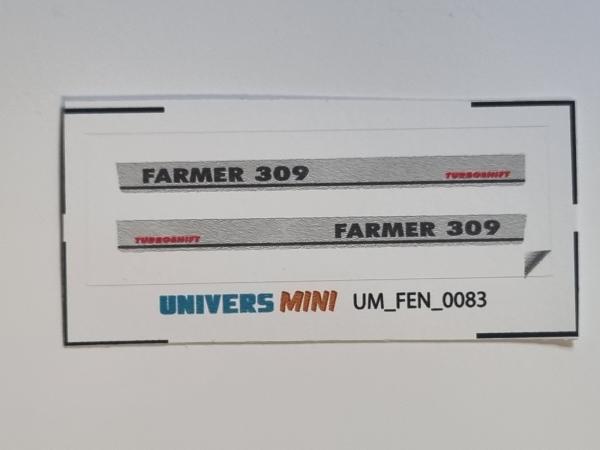 FARMER 309 TURBOSHIFT
TURBOSHIFT FARMER 309
UNIVERS MINI UM_FEN_0083